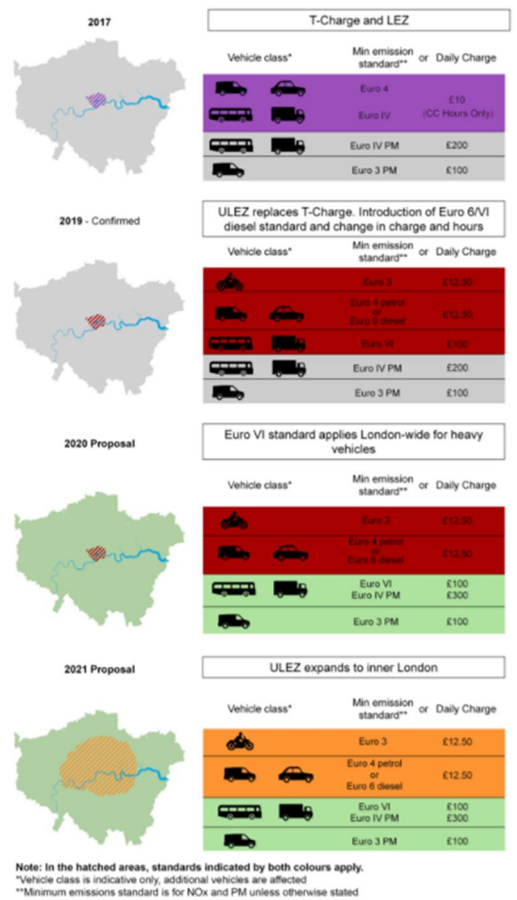 2017
T-Charge and LEZ
Vehicle class*
Min emission
standard**
or Daily Charge
Euro 4
£10
(CC Hours Only)
Euro IV
Euro IV PM £200
Euro 3 PM £100
2019 - Confirmed
ULEZ replaces T-Charge. Introduction of Euro 6/VI
diesel standard and change in charge and hours
Vehicle class*
Min emission
standard**
or Daily Charge
Euro 3 £12.50
Euro 4 petrol
or
Euro 6 diesel
£12.50
Euro VI £100
Euro IV PM £200
Euro 3 PM £100
2020 Proposal
Euro VI standard applies London-wide for heavy
vehicles
Vehicle class*
Min emission
standard**
or Daily Charge
Euro 3 £12.50
Euro 4 petrol
or
Euro 6 diesel
£12.50
Euro VI £100
Euro IV PM £300
Euro 3 PM £100
2021 Proposal
ULEZ expands to inner London
Vehicle class*
Min emission
standard**
or Daily Charge
Euro 3 £12.50
Euro 4 petrol
or
Euro 6 diesel
£12.50
Euro VI £100
Euro IV PM £300
Euro 3 PM £100
Note: In the hatched areas, standards indicated by both colours apply.
*Vehicle class is indicative only, additional vehicles are affected
**Minimum emissions standard is for NOx and PM unless otherwise stated